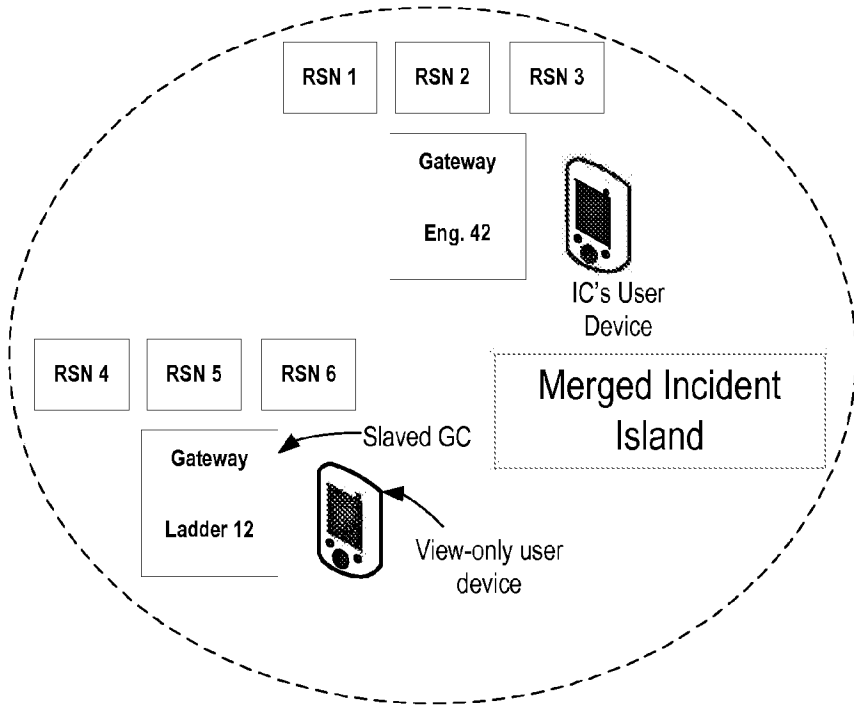 RSN 1
RSN 2
RSN 3
Gateway
Eng. 42
IC's User
Device
RSN 4
RSN 5
RSN 6
Merged Incident
Island
Slaved GC
Gateway
Ladder 12
View-only user
device